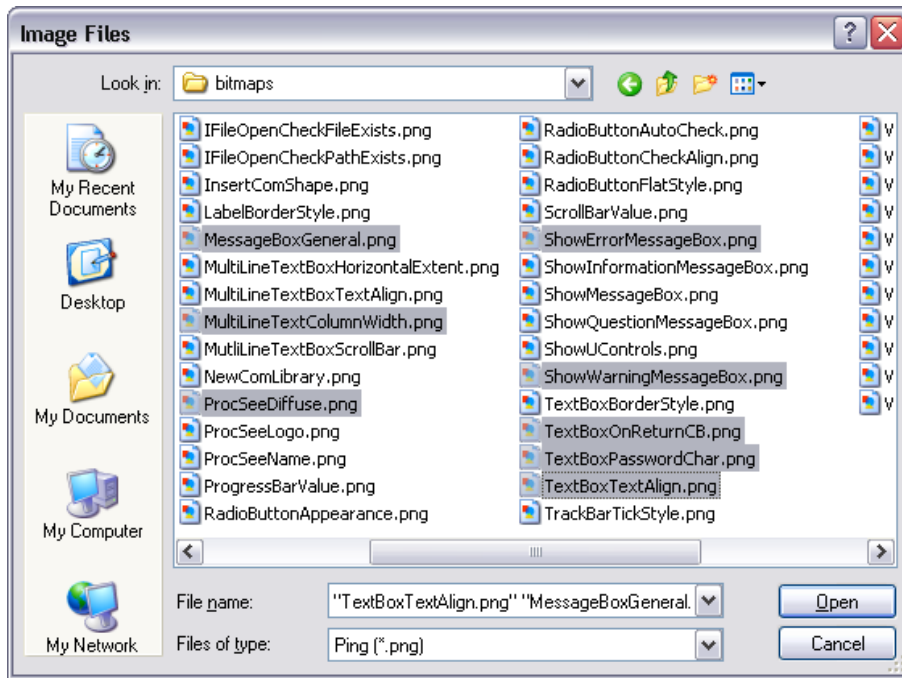 Image Files
Look in:
bitmaps
My Recent
Documents
Desktop
My Documents
My Computer
My Network
IFileOpenCheckFileExists.png
IFileOpenCheckPathExists.png
InsertComShape.png
LabelBorderStyle.png
MessageBoxGeneral.png
MultiLineTextBoxHorizontalExtent.png
MultiLineTextBoxTextAlign.png
MultiLineTextColumnWidth.png
MutliLineTextBoxScrollBar.png
NewComLibrary.png
ProcSeeDiffuse.png
ProcSeeLogo.png
ProcSeeName.png
ProgressBarValue.png
RadioButtonAppearance.png
RadioButtonAutoCheck.png
RadioButtonCheckAlign.png
RadioButtonFlatStyle.png
ScrollBarValue.png
ShowErrorMessageBox.png
ShowInformationMessageBox.png
ShowMessageBox.png
ShowQuestionMessageBox.png
ShowUControls.png
ShowWarningMessageBox.png
TextBoxBorderStyle.png
TextBoxOnReturnCB.png
TextBoxPasswordChar.png
TextBoxTextAlign.png
TrackBarTickStyle.png
File name:
"TextBoxTextAlign.png" "MessageBoxGeneral.
Open
Files of type:
Ping (*.png)
Cancel